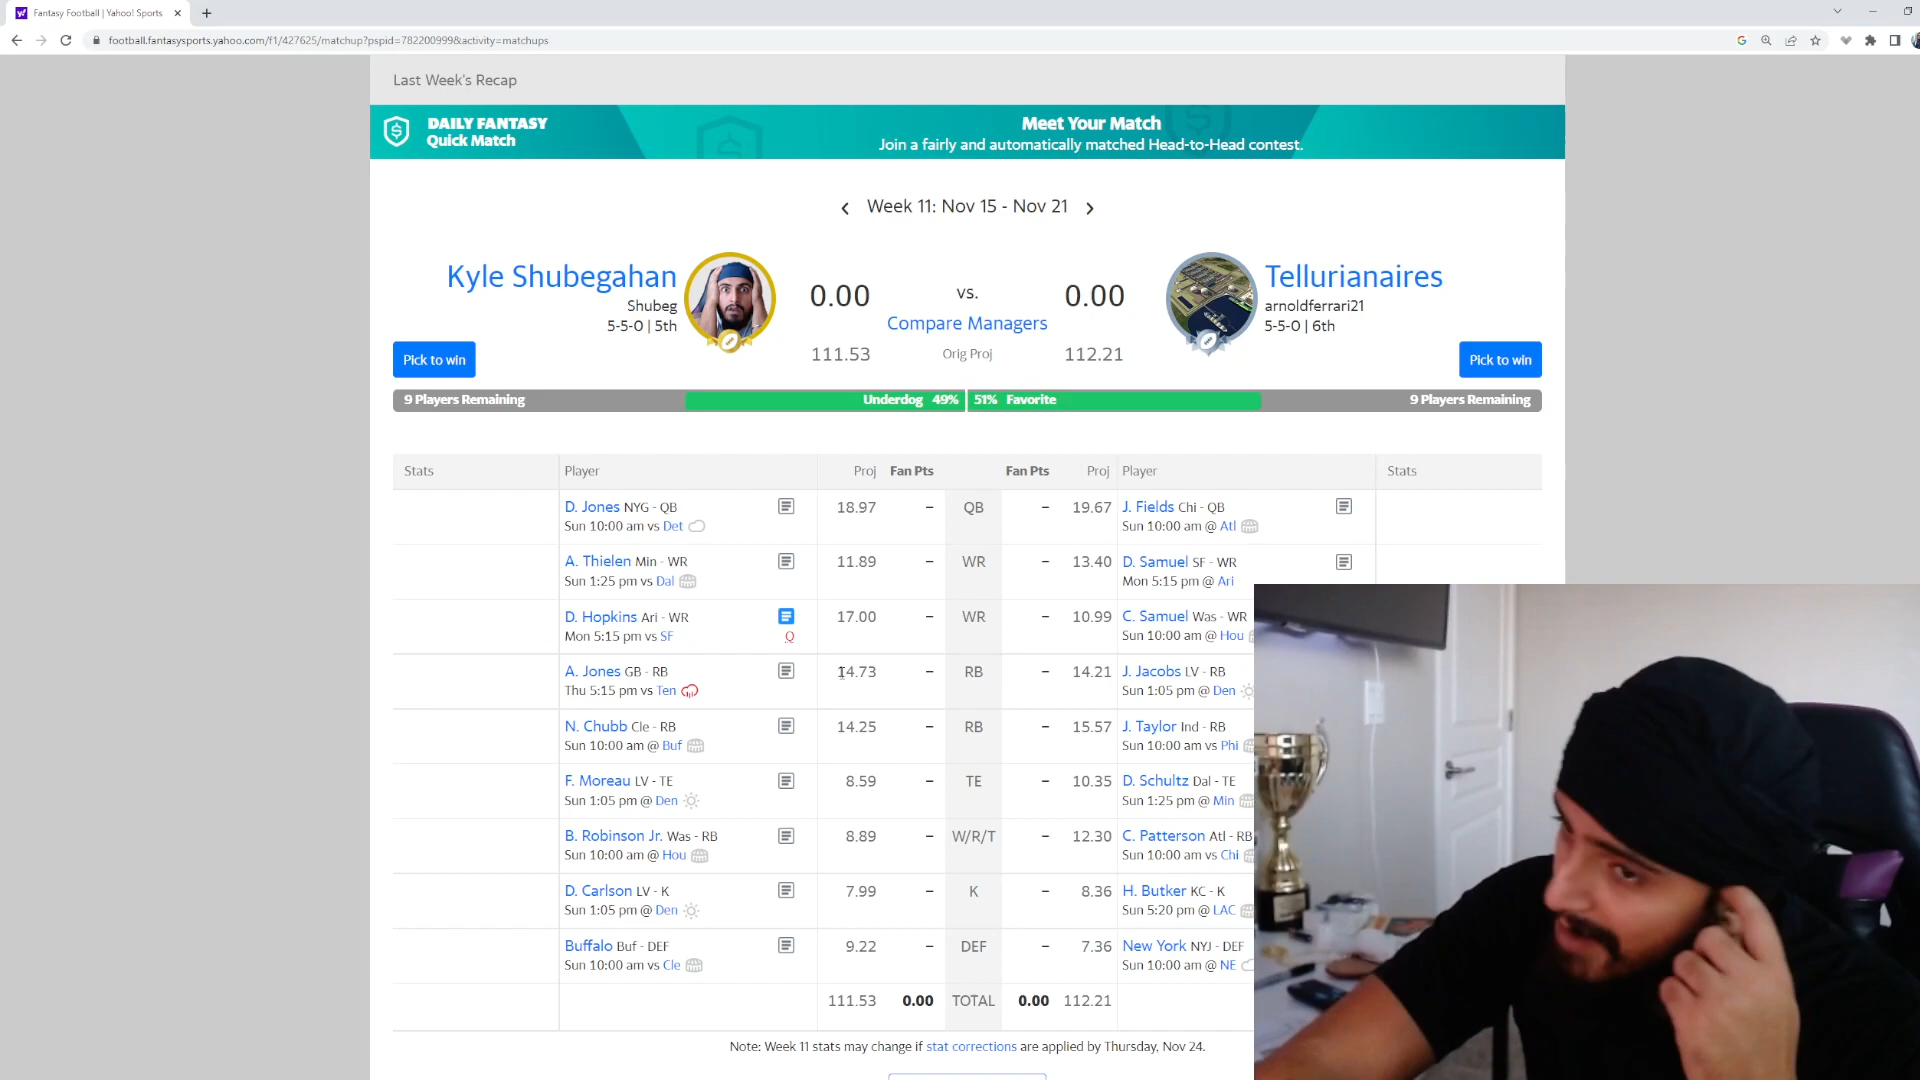 Fantasy Football | Yahoo! Sports
football.fantasysports.yahoo.com/f1/427625/matchup?pspid=782200999&activity=matchups
Last Week's Recap
DAILY FANTASY
Quick Match
Meet Your Match
Join a fairly and automatically matched Head-to-Head contest.
Week 11: Nov 15 - Nov 21
Kyle Shubegahan 0.00 vs. 0.00 Tellurianaires
Shubeg Compare Managers arnoldferrari21
5-5-0 | 5th 5-5-0 | 6th
111.53 Orig Proj 112.21
Pick to win Pick to win
9 Players Remaining Underdog 49% 51% Favorite 9 Players Remaining
Stats Player Proj Fan Pts Fan Pts Proj Player Stats
D. Jones NYG - QB 18.97 – QB – 19.67 J. Fields Chi - QB
Sun 10:00 am vs Det Sun 10:00 am @ Atl
A. Thielen Min - WR 11.89 – WR – 13.40 D. Samuel SF - WR
Sun 1:25 pm vs Dal Mon 5:15 pm @ Ari
D. Hopkins Ari - WR 17.00 – WR – 10.99 C. Samuel Was - WR
Mon 5:15 pm vs SF Q Sun 10:00 am @ Hou
A. Jones GB - RB 14.73 – RB – 14.21 J. Jacobs LV - RB
Thu 5:15 pm vs Ten Sun 1:05 pm @ Den
N. Chubb Cle - RB 14.25 – RB – 15.57 J. Taylor Ind - RB
Sun 10:00 am @ Buf Sun 10:00 am vs Phi
F. Moreau LV - TE 8.59 – TE – 10.35 D. Schultz Dal - TE
Sun 1:05 pm @ Den Sun 1:25 pm @ Min
B. Robinson Jr. Was - RB 8.89 – W/R/T – 12.30 C. Patterson Atl - RB
Sun 10:00 am @ Hou Sun 10:00 am vs Chi
D. Carlson LV - K 7.99 – K – 8.36 H. Butker KC - K
Sun 1:05 pm @ Den Sun 5:20 pm @ LAC
Buffalo Buf - DEF 9.22 – DEF – 7.36 New York NYJ - DEF
Sun 10:00 am vs Cle Sun 10:00 am @ NE
111.53 0.00 TOTAL 0.00 112.21
Note: Week 11 stats may change if stat corrections are applied by Thursday, Nov 24.